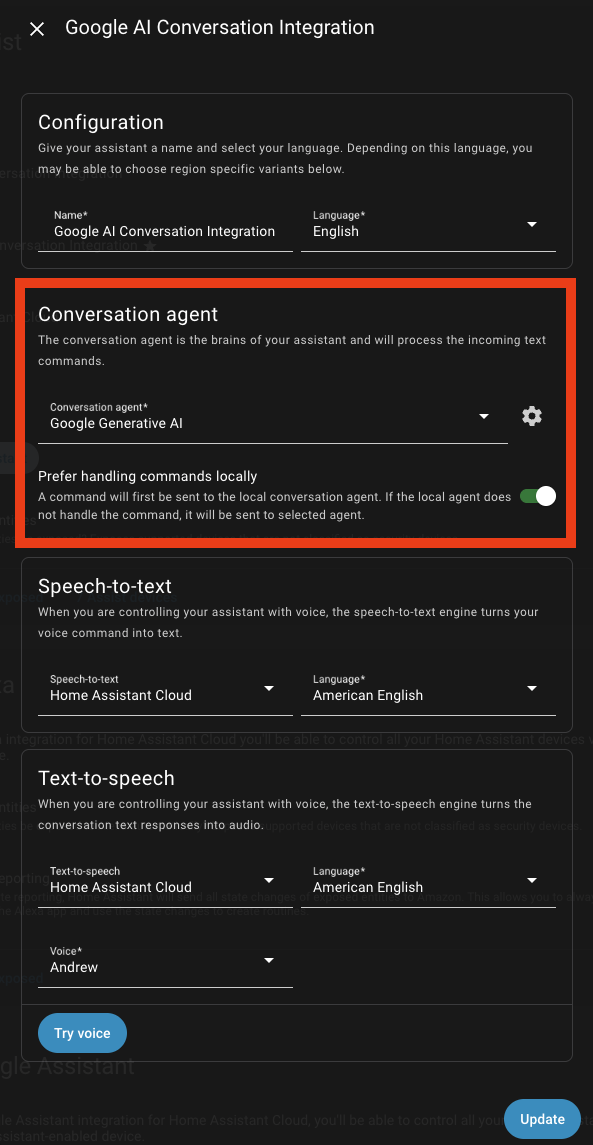 Google AI Conversation Integration
Configuration
Give your assistant a name and select your language. Depending on this language, you
may be able to choose region specific variants below.
Name*
Google AI Conversation Integration
Language*
English
Conversation agent
The conversation agent is the brains of your assistant and will process the incoming text
commands.
Conversation agent*
Google Generative AI
Prefer handling commands locally
A command will first be sent to the local conversation agent. If the local agent does
not handle the command, it will be sent to selected agent.
Speech-to-text
When you are controlling your assistant with voice, the speech-to-text engine turns your
voice command into text.
Speech-to-text
Home Assistant Cloud
Language*
American English
Text-to-speech
When you are controlling your assistant with voice, the text-to-speech engine turns the
conversation text responses into audio.
Text-to-speech
Home Assistant Cloud
Language*
American English
Voice*
Andrew
Try voice
Update